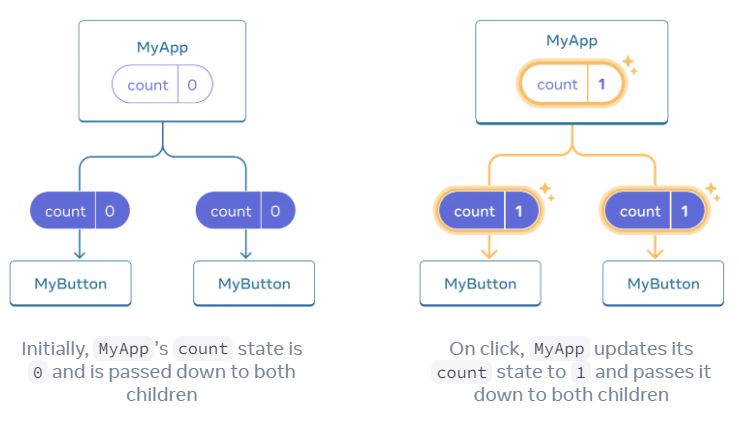 MyApp
count 0
count 0
count 0
MyButton
MyButton
Initially, MyApp's count state is
0 and is passed down to both
children
MyApp
count 1
count 1
count 1
MyButton
MyButton
On click, MyApp updates its
count state to 1 and passes it
down to both children